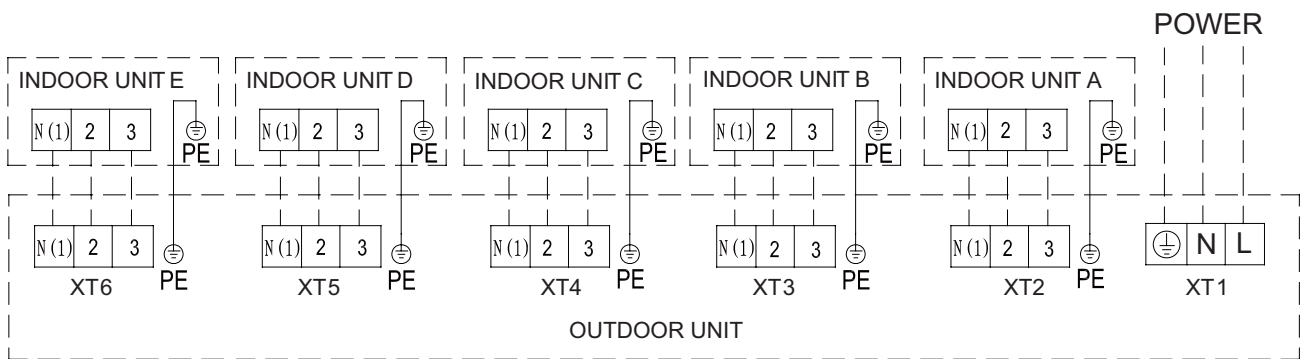 POWER
INDOOR UNIT E INDOOR UNIT D INDOOR UNIT C INDOOR UNIT B INDOOR UNIT A
N(1) 2 3 N(1) 2 3 N(1) 2 3 N(1) 2 3 N(1) 2 3
PE PE PE PE PE
N(1) 2 3 N(1) 2 3 N(1) 2 3 N(1) 2 3 N(1) 2 3 N L
XT6 PE XT5 PE XT4 PE XT3 PE XT2 PE XT1
OUTDOOR UNIT